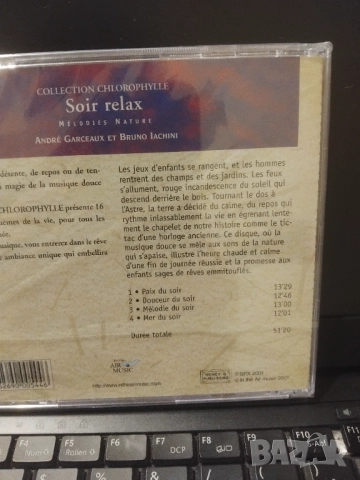 COLLECTION CHLOROPHYLLE
Soir relax
MÉLODIES NATURE
ANDRÉ GARCEAUX ET BRUNO IACHINI
détente, de repos ou de ten-
magie de la musique douce
CHLOROPHYLLE présente 16
de la vie, pour tous les
vous entrerez dans le rêve
ambiance unique qui embellira
Les jeux d'enfants se rangent, et les hommes
rentrent des champs et des jardins. Les feux
s'allument, rouge incandescence du soleil qui
descend derrière le bois. Tournant le dos à
l'Astre, la terre a décidé du calme, du repos qui
rythme inlassablement la vie en égrenant lente-
ment le chapelet de notre histoire comme le tic-
tac d'une horloge ancienne. Ce disque, où la
musique douce se mêle aux sens de la nature
qui s'apaise, illustre l'heure chaude et calme
d'une fin de journée réussie et la promesse aux
enfants sages de rêves emmitouflés.
1 - Paix du soir 13'29
2 - Douceur du soir 12'46
3 - Mélodie du soir 13'00
4 - Mer du soir 12'01
Durée totale 51'20
AIR
MUSIC
F4
F5
F6
F7
F8
F9
F10
F11
DCP
bazar